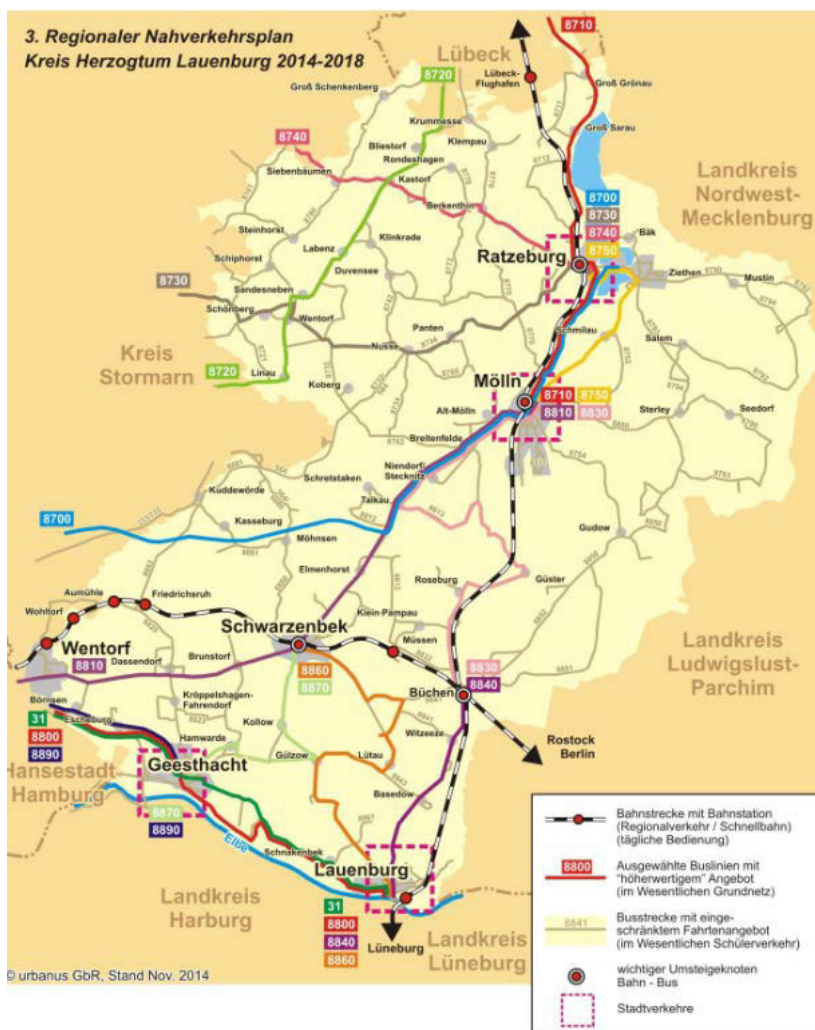 3. Regionaler Nahverkehrsplan
Kreis Herzogtum Lauenburg 2014-2018
8710
Lübeck
8720
Lübeck-
Flughafen
Groß Grönau
Groß Schenkenberg
8711
Krummesse
Groß Sarau
8740
Bliestorf
Klempau
Rondeshagen
8712
Siebenbäumen
Kastorf
Landkreis
Nordwest-
Mecklenburg
Berkenthin
8700
8730
8740
8750
Steinhorst
Klinkrade
Bäk
Labenz
Ratzeburg
Schiphorst
Duvensee
Ziethen
Mustin
8730
Sandesneben
Schönberg
Wentorf
Panten
Schmilau
Salem
Nusse
Kreis
Stormarn
8721
Linau
8720
Koberg
Mölln
8710
8750
8810
8830
Alt-Mölln
Sterley
Seedorf
Breitenfelde
Niendorf/
Stecknitz
Schretstaken
Talkau
Kuddewörde
8700
Kasseburg
Möhnsen
8812
8813
Gudow
Elmenhorst
Roseburg
Güster
Friedrichsruh
Aumühle
Wohltorf
Klein Pampau
Schwarzenbek
Müssen
Wentorf
8810
Dassendorf
Brunstorf
8860
8870
8830
8840
Landkreis
Ludwigslust-
Parchim
Büchen
Börnsen
Kröppelshagen-
Fahrendorf
Escheburg
31
8800
8890
Kollow
Witzeeze
Hamwarde
Gülzow
Lütau
Rostock
Berlin
Geesthacht
Hansestadt
Hamburg
Basedow
8870
8890
Elbe
Schnakenbek
Lauenburg
Landkreis
Harburg
31
8800
8840
8860
Lüneburg
Landkreis
Lüneburg
© urbanus GbR, Stand Nov. 2014
Bahnstrecke mit Bahnstation
(Regionalverkehr / Schnellbahn)
(tägliche Bedienung)
8800
Ausgewählte Buslinien mit
"höherwertigem" Angebot
(im Wesentlichen Grundnetz)
8841
Busstrecke mit einge-
schränktem Fahrtenangebot
(im Wesentlichen Schülerverkehr)
wichtiger Umsteigeknoten
Bahn - Bus
Stadtverkehre